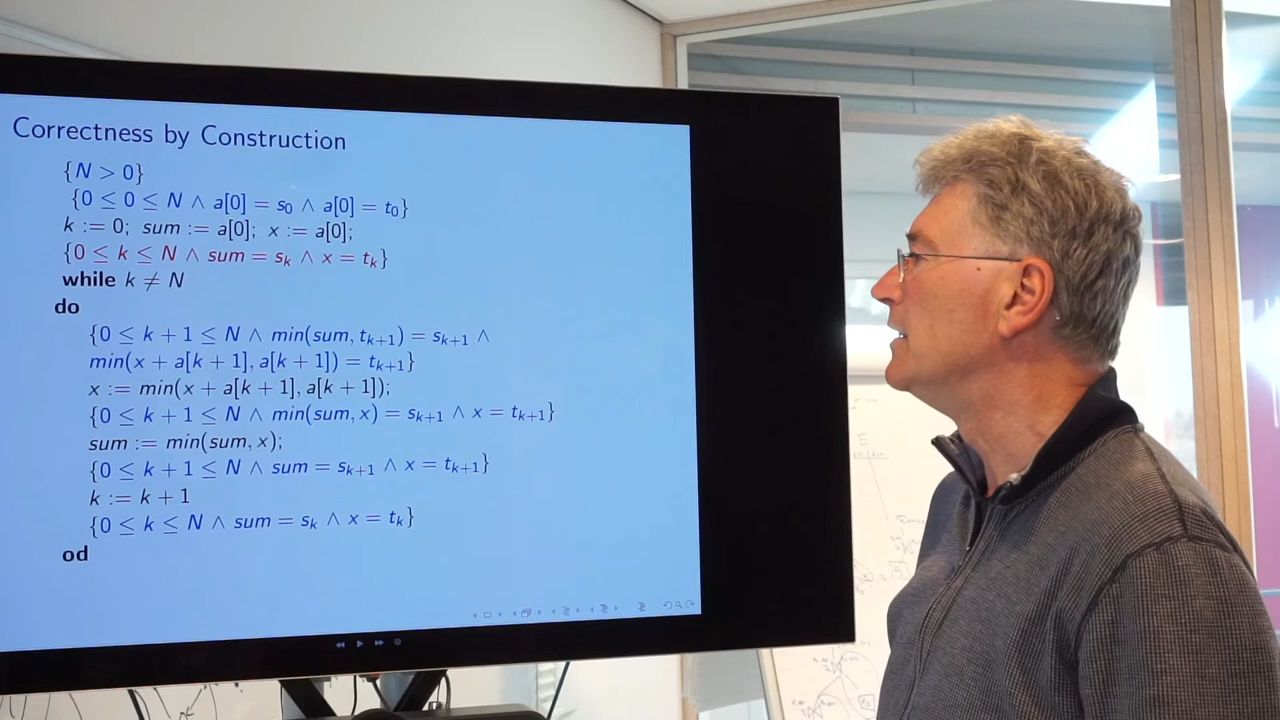 Correctness by Construction
{N > 0}
{0 ≤ 0 ≤ N ∧ a[0] = s₀ ∧ a[0] = t₀}
k := 0; sum := a[0]; x := a[0];
{0 ≤ k ≤ N ∧ sum = sₖ ∧ x = tₖ}
while k ≠ N
do
{0 ≤ k + 1 ≤ N ∧ min(sum, tₖ₊₁) = sₖ₊₁ ∧
min(x + a[k + 1], a[k + 1]) = tₖ₊₁}
x := min(x + a[k + 1], a[k + 1]);
{0 ≤ k + 1 ≤ N ∧ min(sum, x) = sₖ₊₁ ∧ x = tₖ₊₁}
sum := min(sum, x);
{0 ≤ k + 1 ≤ N ∧ sum = sₖ₊₁ ∧ x = tₖ₊₁}
k := k + 1
{0 ≤ k ≤ N ∧ sum = sₖ ∧ x = tₖ}
od